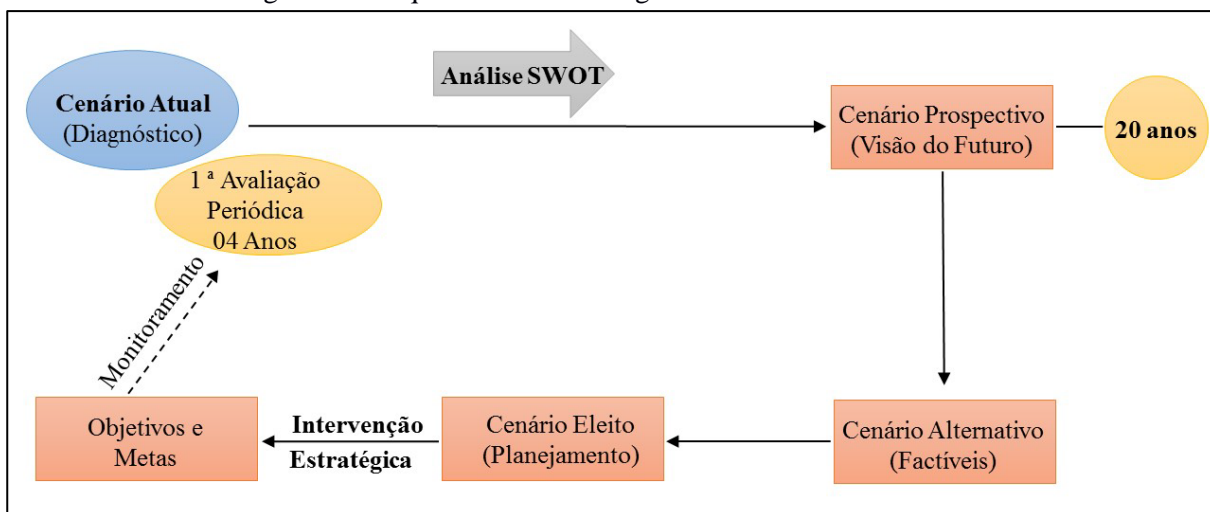 Análise SWOT
Cenário Atual
(Diagnóstico)
Cenário Prospectivo
(Visão do Futuro)
20 anos
1 ª Avaliação
Periódica
04 Anos
Monitoramento
Objetivos e
Metas
Intervenção
Estratégica
Cenário Eleito
(Planejamento)
Cenário Alternativo
(Factíveis)